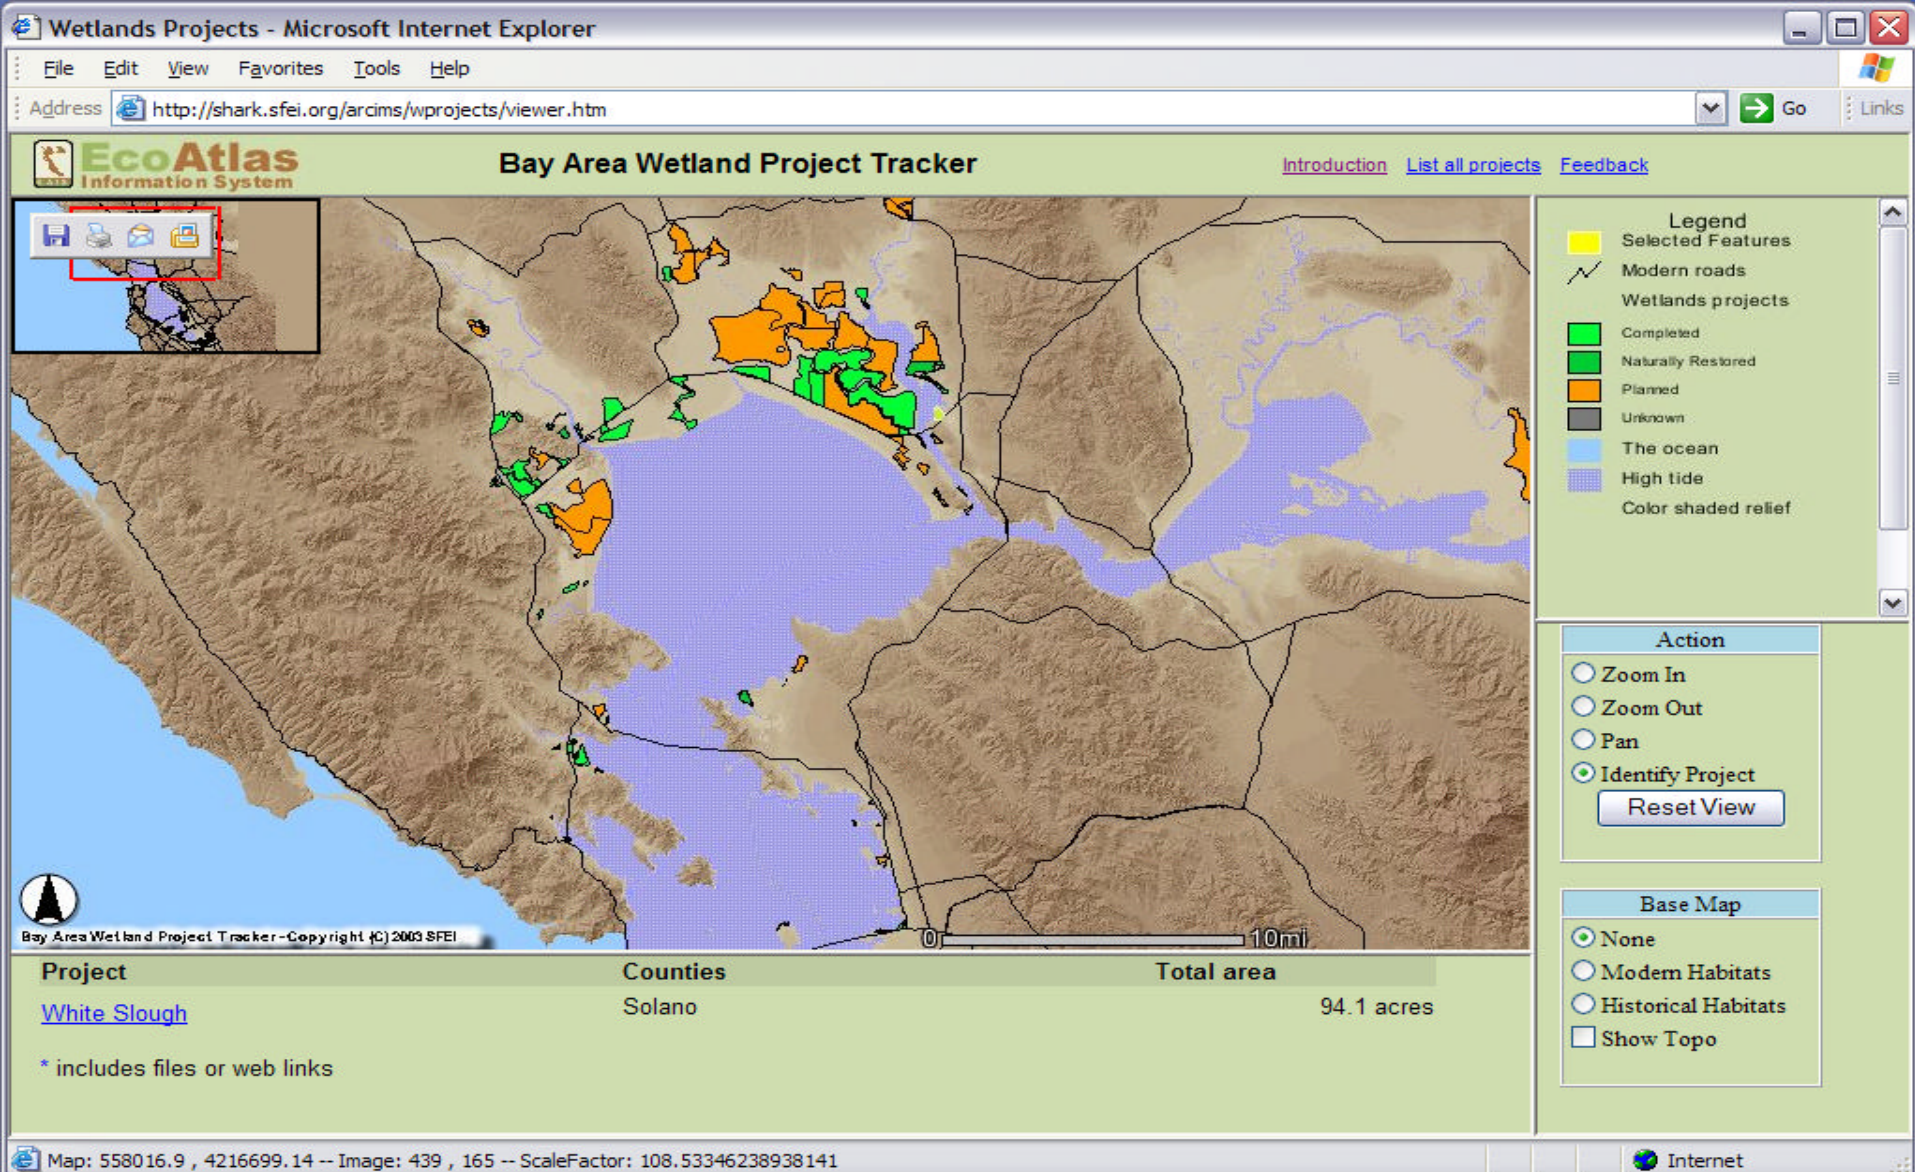 Wetlands Projects - Microsoft Internet Explorer
File Edit View Favorites Tools Help
Address http://shark.sfei.org/arcims/wprojects/viewer.htm Go Links
EcoAtlas
Information System
Bay Area Wetland Project Tracker
Introduction List all projects Feedback
Legend
Selected Features
Modern roads
Wetlands projects
Completed
Naturally Restored
Planned
Unknown
The ocean
High tide
Color shaded relief
Action
Zoom In
Zoom Out
Pan
Identify Project
Reset View
Base Map
None
Modern Habitats
Historical Habitats
Show Topo
Bay Area Wetland Project Tracker-Copyright (C)2003 SFEI
0 10mi
Project Counties Total area
White Slough Solano 94.1 acres
* includes files or web links
Map: 558016.9 , 4216699.14 -- Image: 439 , 165 -- ScaleFactor: 108.53346238938141
Internet